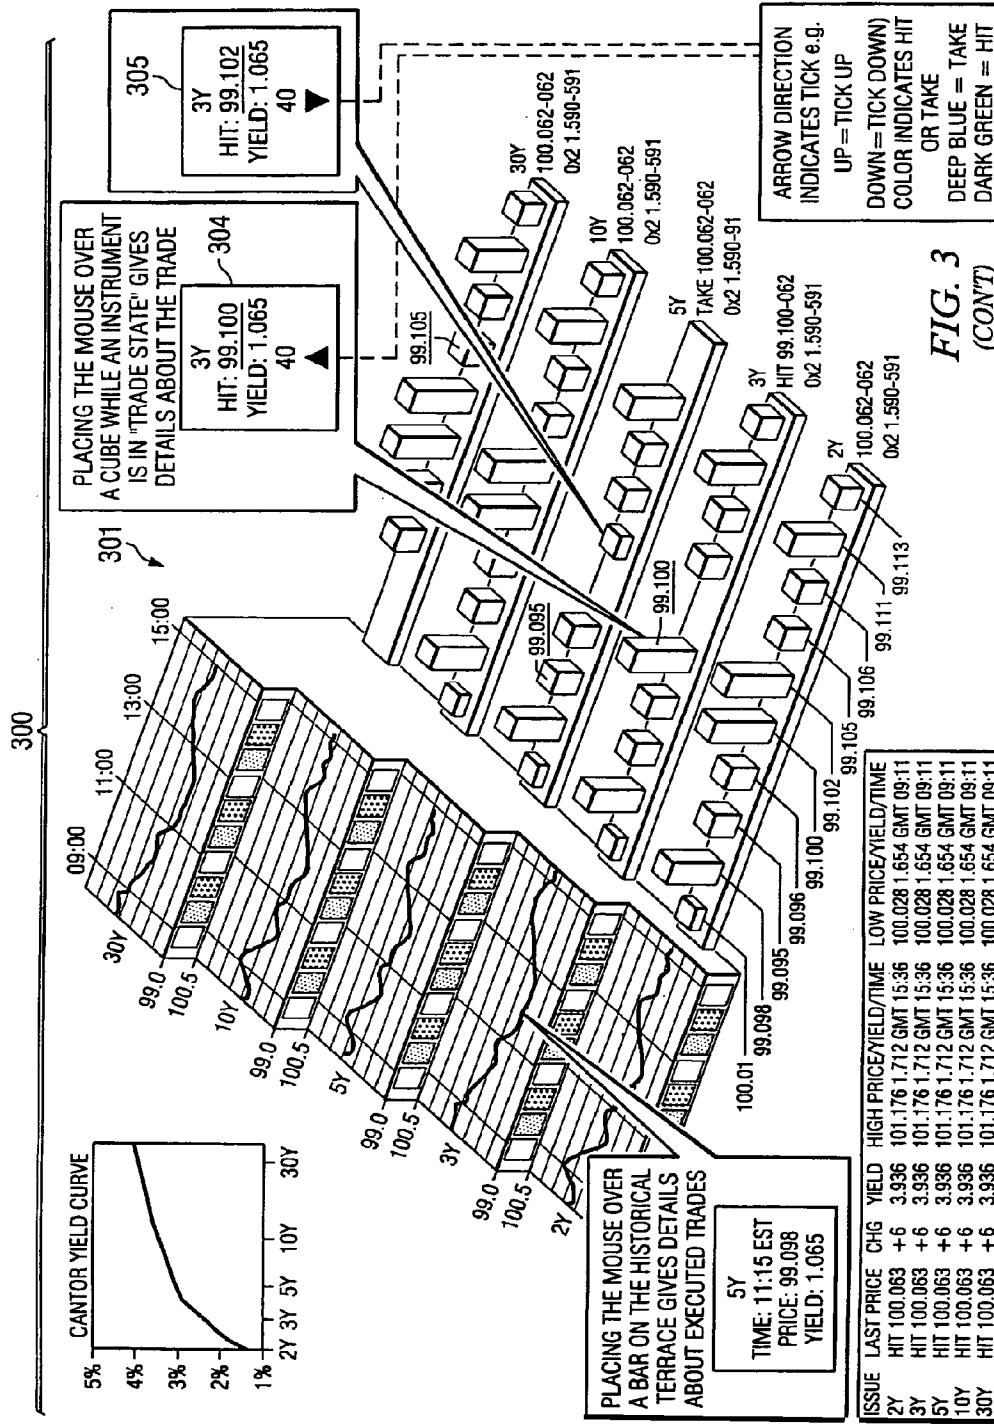 300
CANTOR YIELD CURVE
5%
4%
3%
2%
1%
2Y 3Y 5Y 10Y 30Y
09:00
11:00
13:00
15:00
301
30Y
99.0
100.5
10Y
99.0
100.5
5Y
99.0
100.5
3Y
99.0
100.5
2Y
PLACING THE MOUSE OVER
A CUBE WHILE AN INSTRUMENT
IS IN "TRADE STATE" GIVES
DETAILS ABOUT THE TRADE
3Y
HIT: 99.100
YIELD: 1.065
40
304
305
3Y
HIT: 99.102
YIELD: 1.065
40
30Y
100.062-062
0x2 1.590-591
99.105
10Y
100.062-062
0x2 1.590-591
5Y
TAKE 100.062-062
0x2 1.590-91
99.095
3Y
HIT 99.100-062
0x2 1.590-591
99.100
2Y
100.062-062
0x2 1.590-591
100.01
99.098
99.095
99.096
99.100
99.102
99.105
99.106
99.111
99.113
PLACING THE MOUSE OVER
A BAR ON THE HISTORICAL
TERRACE GIVES DETAILS
ABOUT EXECUTED TRADES
5Y
TIME: 11:15 EST
PRICE: 99.098
YIELD: 1.065
ARROW DIRECTION
INDICATES TICK e.g.
UP = TICK UP
DOWN = TICK DOWN)
COLOR INDICATES HIT
OR TAKE
DEEP BLUE = TAKE
DARK GREEN = HIT
FIG. 3
(CON'T)
ISSUE LAST PRICE CHG YIELD HIGH PRICE/YIELD/TIME LOW PRICE/YIELD/TIME
2Y HIT 100.063 +6 3.936 101.176 1.712 GMT 15:36 100.028 1.654 GMT 09:11
3Y HIT 100.063 +6 3.936 101.176 1.712 GMT 15:36 100.028 1.654 GMT 09:11
5Y HIT 100.063 +6 3.936 101.176 1.712 GMT 15:36 100.028 1.654 GMT 09:11
10Y HIT 100.063 +6 3.936 101.176 1.712 GMT 15:36 100.028 1.654 GMT 09:11
30Y HIT 100.063 +6 3.936 101.176 1.712 GMT 15:36 100.028 1.654 GMT 09:11